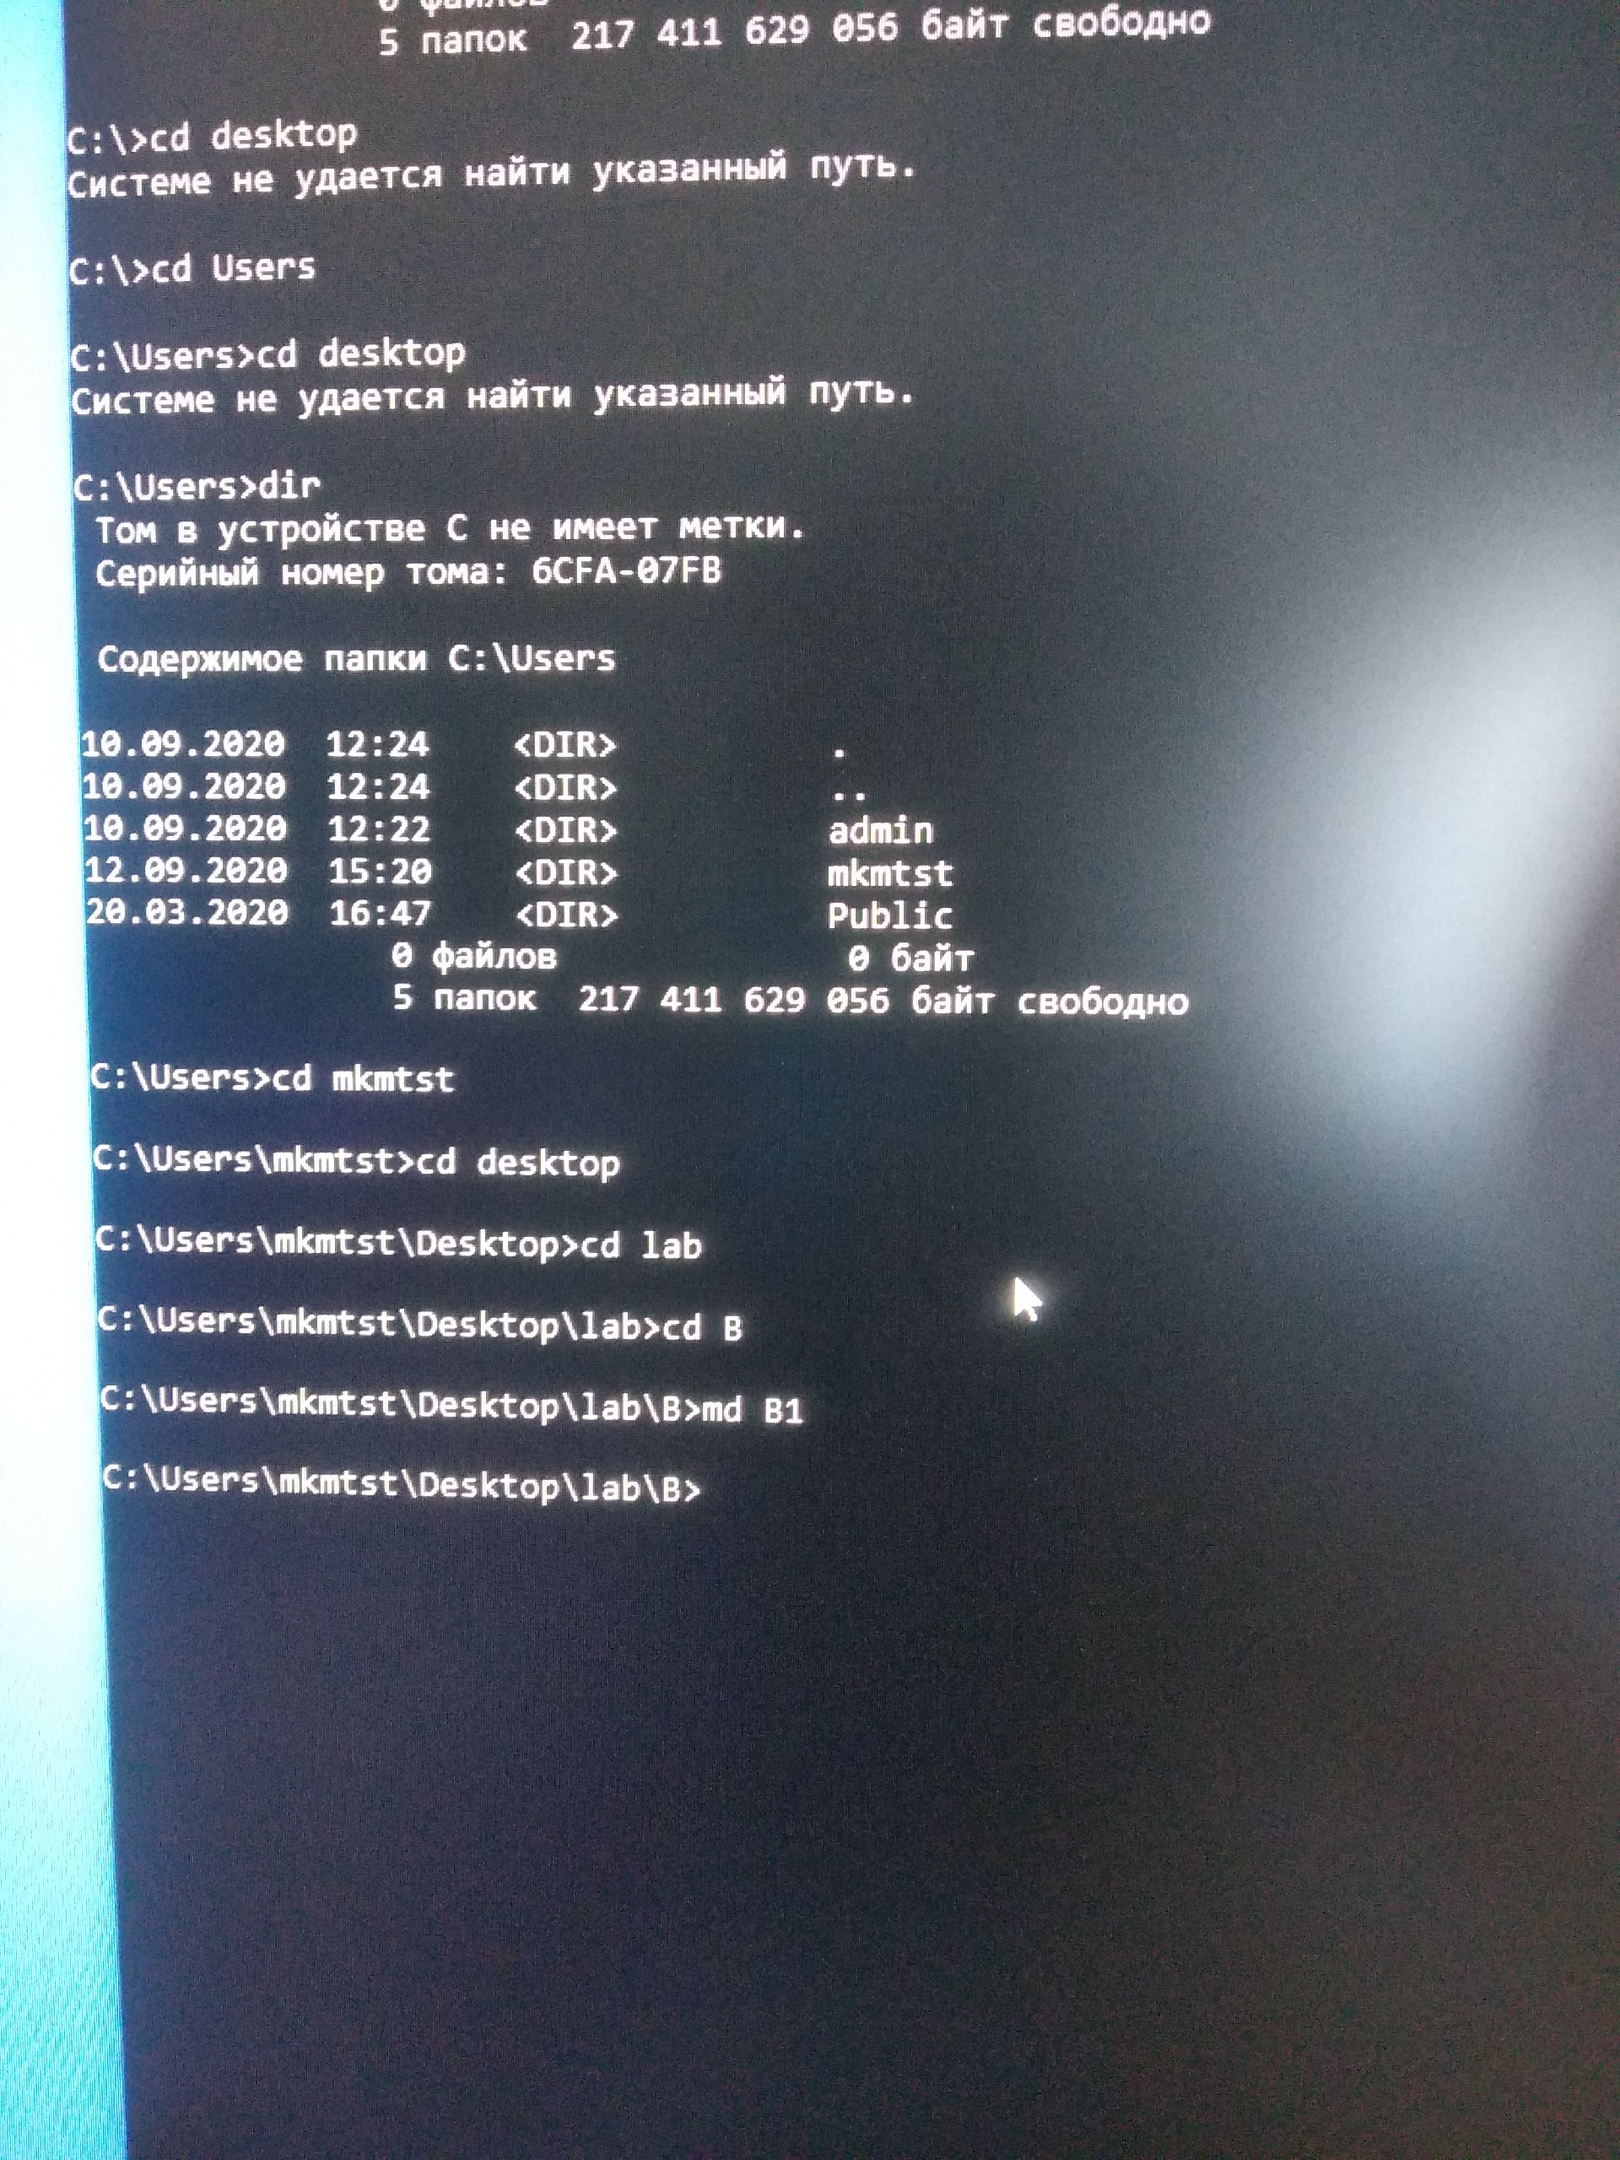 0 файлов
5 папок  217 411 629 056 байт свободно
C:\>cd desktop
Системе не удается найти указанный путь.
C:\>cd Users
C:\Users>cd desktop
Системе не удается найти указанный путь.
C:\Users>dir
Том в устройстве C не имеет метки.
Серийный номер тома: 6CFA-07FB
Содержимое папки C:\Users
10.09.2020  12:24    <DIR>          .
10.09.2020  12:24    <DIR>          ..
10.09.2020  12:22    <DIR>          admin
12.09.2020  15:20    <DIR>          mkmtst
20.03.2020  16:47    <DIR>          Public
0 файлов              0 байт
5 папок  217 411 629 056 байт свободно
C:\Users>cd mkmtst
C:\Users\mkmtst>cd desktop
C:\Users\mkmtst\Desktop>cd lab
C:\Users\mkmtst\Desktop\lab>cd B
C:\Users\mkmtst\Desktop\lab\B>md B1
C:\Users\mkmtst\Desktop\lab\B>